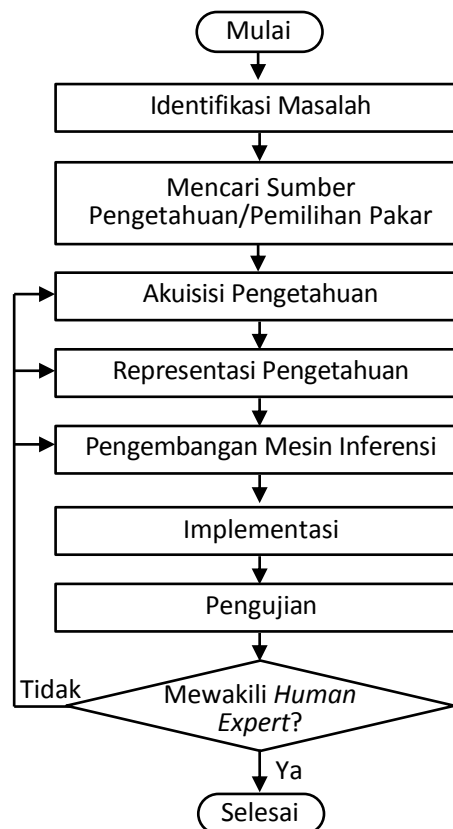 Mulai
Identifikasi Masalah
Mencari Sumber
Pengetahuan/Pemilihan Pakar
Akuisisi Pengetahuan
Representasi Pengetahuan
Pengembangan Mesin Inferensi
Implementasi
Pengujian
Tidak
Mewakili Human
Expert?
Ya
Selesai